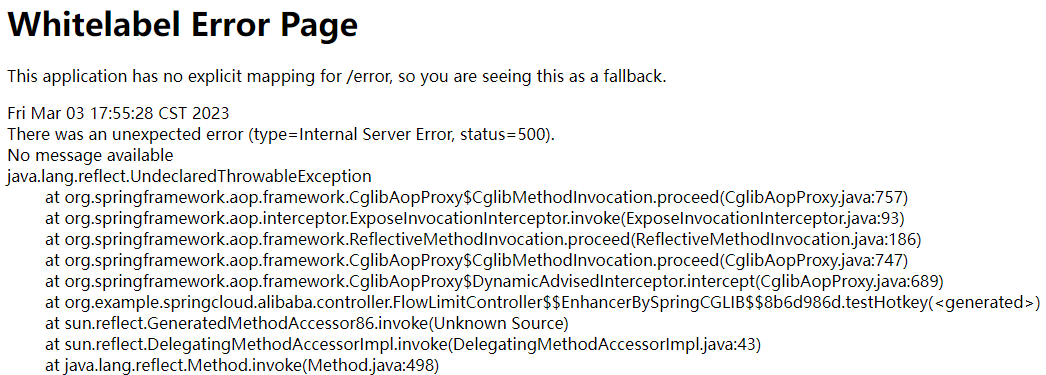 Whitelabel Error Page
This application has no explicit mapping for /error, so you are seeing this as a fallback.
Fri Mar 03 17:55:28 CST 2023
There was an unexpected error (type=Internal Server Error, status=500).
No message available
java.lang.reflect.UndeclaredThrowableException
at org.springframework.aop.framework.CglibAopProxy$CglibMethodInvocation.proceed(CglibAopProxy.java:757)
at org.springframework.aop.interceptor.ExposeInvocationInterceptor.invoke(ExposeInvocationInterceptor.java:93)
at org.springframework.aop.framework.ReflectiveMethodInvocation.proceed(ReflectiveMethodInvocation.java:186)
at org.springframework.aop.framework.CglibAopProxy$CglibMethodInvocation.proceed(CglibAopProxy.java:747)
at org.springframework.aop.framework.CglibAopProxy$DynamicAdvisedInterceptor.intercept(CglibAopProxy.java:689)
at org.example.springcloud.alibaba.controller.FlowLimitController$$EnhancerBySpringCGLIB$$8b6d986d.testHotkey(<generated>)
at sun.reflect.GeneratedMethodAccessor86.invoke(Unknown Source)
at sun.reflect.DelegatingMethodAccessorImpl.invoke(DelegatingMethodAccessorImpl.java:43)
at java.lang.reflect.Method.invoke(Method.java:498)